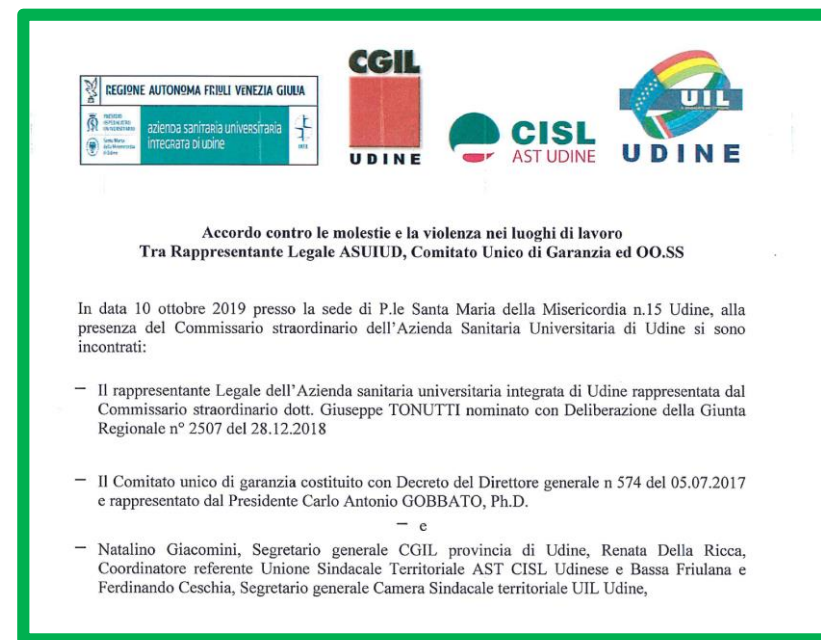 CGIL
UDINE
REGIONE AUTONOMA FRIULI VENEZIA GIULIA
azienda sanitaria universitaria
integrata di udine
CISL
AST UDINE
UIL
UDINE
Accordo contro le molestie e la violenza nei luoghi di lavoro
Tra Rappresentante Legale ASUIUD, Comitato Unico di Garanzia ed OO.SS
In data 10 ottobre 2019 presso la sede di P.le Santa Maria della Misericordia n.15 Udine, alla
presenza del Commissario straordinario dell'Azienda Sanitaria Universitaria di Udine si sono
incontrati:
− Il rappresentante Legale dell'Azienda sanitaria universitaria integrata di Udine rappresentata dal
Commissario straordinario dott. Giuseppe TONUTTI nominato con Deliberazione della Giunta
Regionale n° 2507 del 28.12.2018
− Il Comitato unico di garanzia costituito con Decreto del Direttore generale n 574 del 05.07.2017
e rappresentato dal Presidente Carlo Antonio GOBBATO, Ph.D.
− e
− Natalino Giacomini, Segretario generale CGIL provincia di Udine, Renata Della Ricca,
Coordinatore referente Unione Sindacale Territoriale AST CISL Udinese e Bassa Friulana e
Ferdinando Ceschia, Segretario generale Camera Sindacale territoriale UIL Udine,